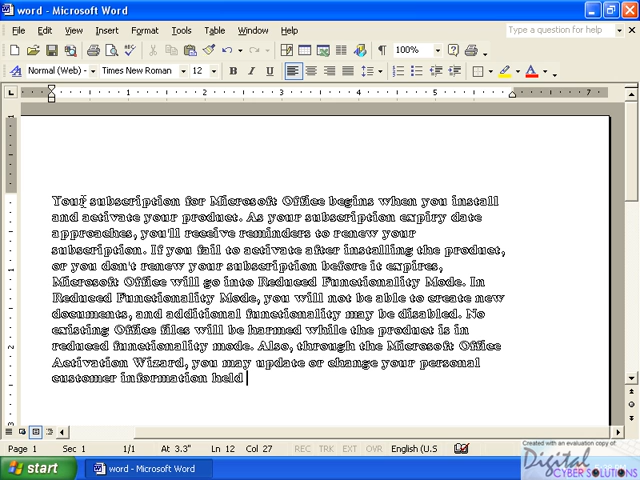 word - Microsoft Word
File Edit View Insert Format Tools Table Window Help Type a question for help
100%
Normal (Web) Times New Roman 12 B I U A
1 2 3 4 5 6 7
Your subscription for Microsoft Office begins when you install
and activate your product. As your subscription expiry date
approaches, you'll receive reminders to renew your
subscription. If you fail to activate after installing the product,
or you don't renew your subscription before it expires,
Microsoft Office will go into Reduced Functionality Mode. In
Reduced Functionality Mode, you will not be able to create new
documents, and additional functionality may be disabled. No
existing Office files will be harmed while the product is in
reduced functionality mode. Also, through the Microsoft Office
Activation Wizard, you may update or change your personal
customer information held
Page 1 Sec 1 1/1 At 3.3" Ln 12 Col 27 REC TRK EXT OVR English (U.S
Created with an evaluation copy of
Digital
CYBER SOLUTIONS
start word - Microsoft Word